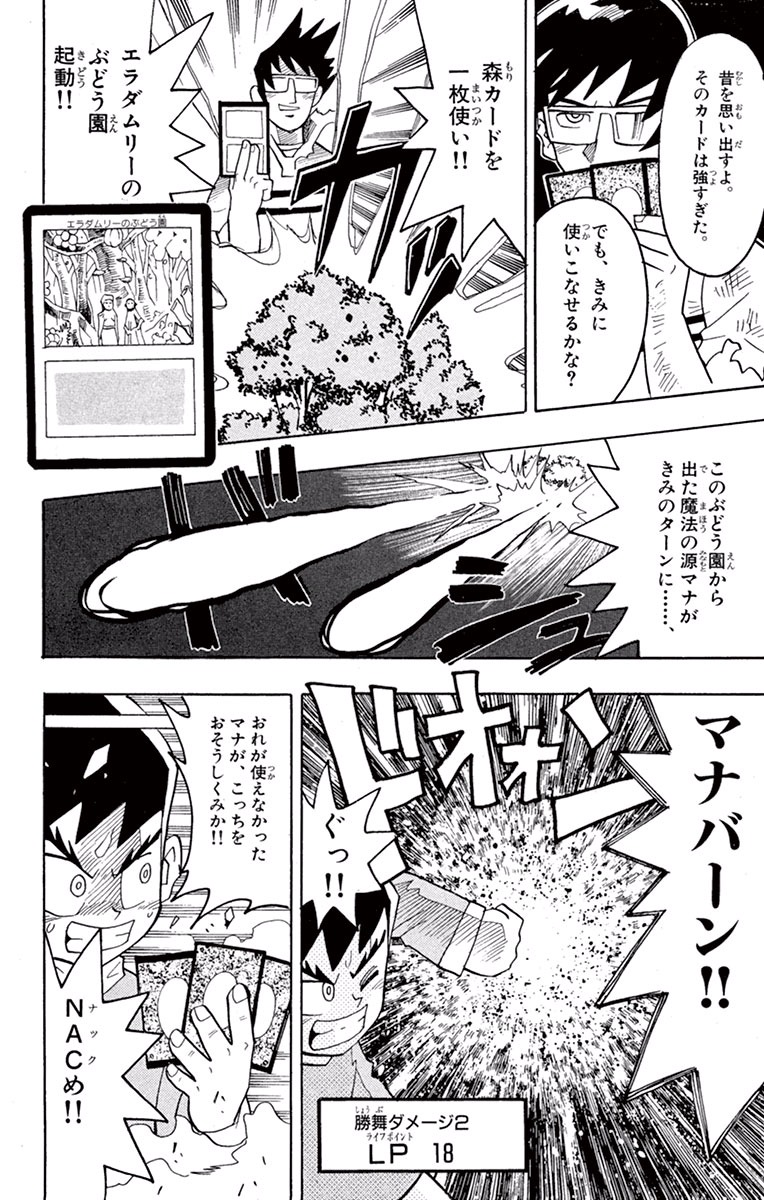 昔を思い出すよ。
そのカードは強すぎた。
でも、きみに
使いこなせるかな?
森カードを
一枚使い!!
カッ
エラダムリーの
ぶどう園
起動!!
エラダムリーのぶどう園
このぶどう園から
出た魔法の源マナが
きみのターンに……、
マナバーン!!
ドォオン
ぐっ!!
勝舞ダメージ2
LP 18
おれが使えなかった
マナが、こっちを
おそうしくみか!!
NACめ!!